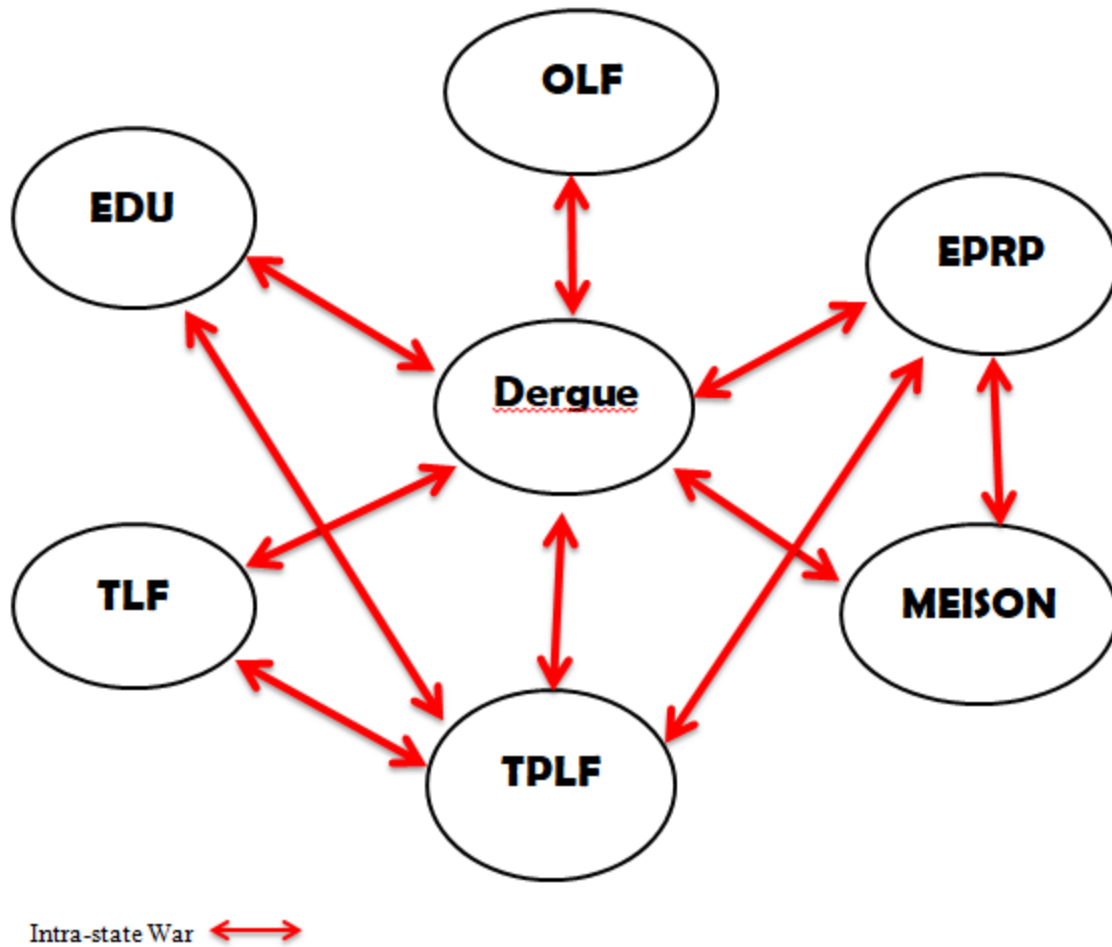 OLF
EDU
EPRP
Dergue
TLF
MEISON
TPLF
Intra-state War